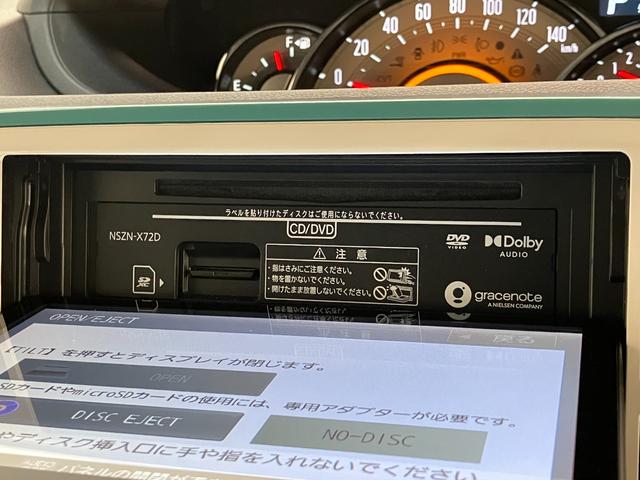 E F
0 20 40 60 80 100 120 140 km/h
ラベルを貼り付けたディスクはご使用にならないでください。
CD/DVD
NSZN-X72D
SD XC
注 意
・指はさみにご注意ください。
・物を置かないでください。
・開けたまま放置しないでください。
DVD VIDEO
Dolby AUDIO
gracenote
A NIELSEN COMPANY
OPEN/EJECT
戻る
【TILT】を押すとディスプレイが閉じます。
OPEN
SDカードやmicroSDカードの使用には、専用アダプターが必要です。
DISC EJECT
NO-DISC
やディスク挿入口に手や指を入れないでください